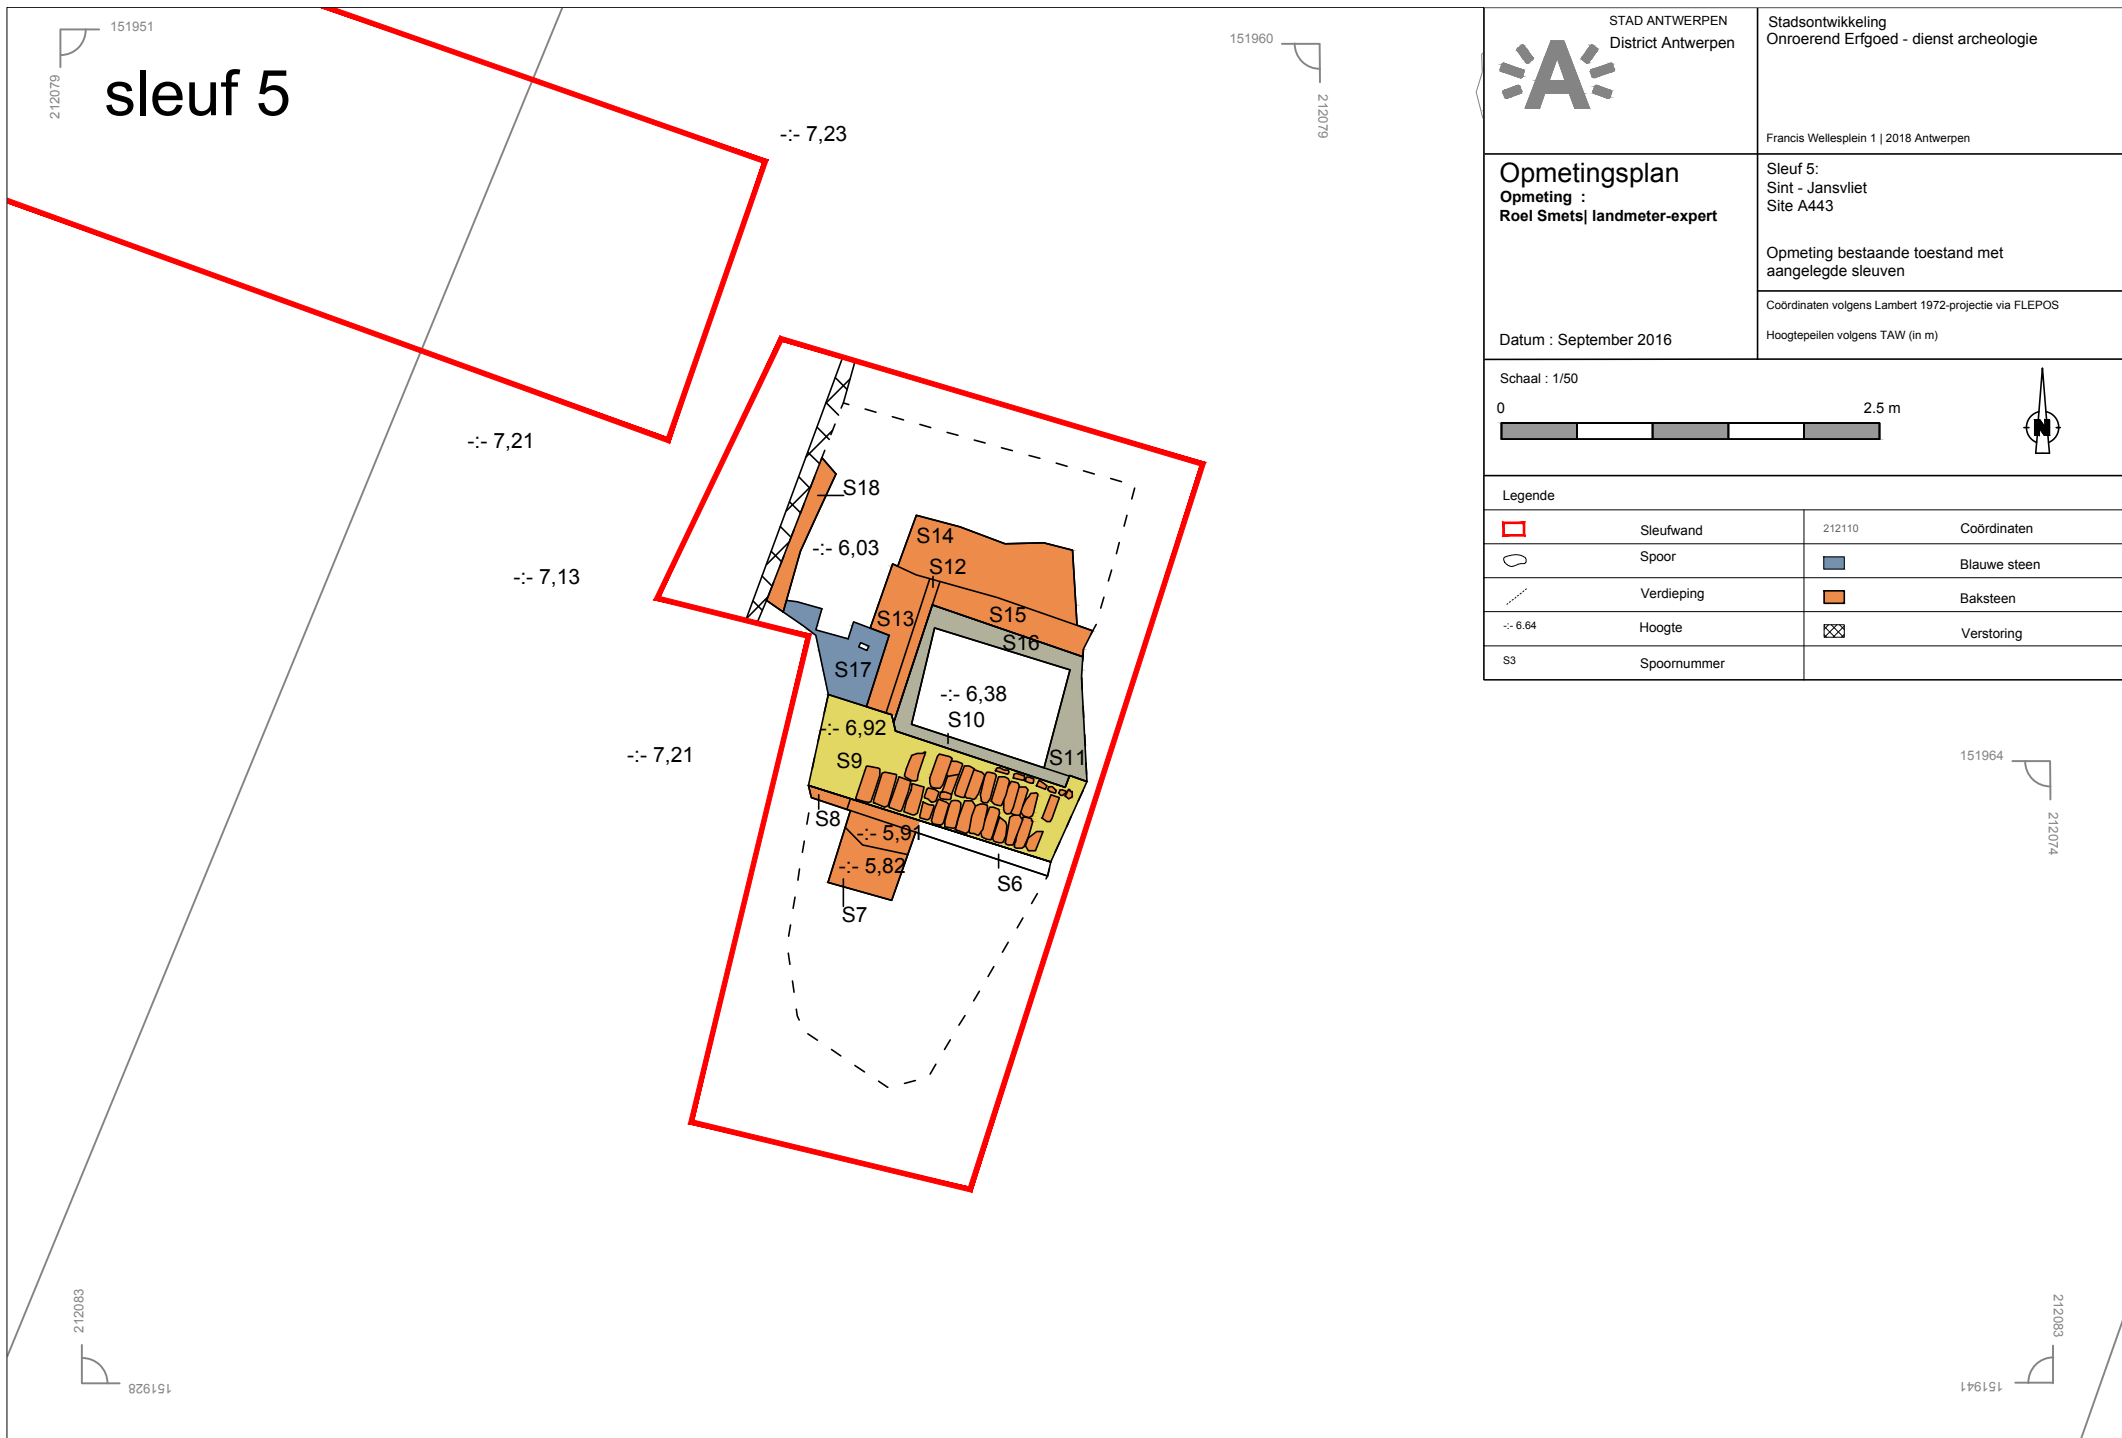 151951
212079
sleuf 5
151960
212079
-:- 7,23
-:- 7,21
-:- 7,13
-:- 7,21
S18
-:- 6,03
S14
S12
S13
S15
S16
S17
-:- 6,38
S10
-:- 6,92
S9
S11
S8
-:- 5,91
-:- 5,82
S6
S7
151964
212074
212083
151928
212083
151941
STAD ANTWERPEN
District Antwerpen
A
Stadsontwikkeling
Onroerend Erfgoed - dienst archeologie
Francis Wellesplein 1 | 2018 Antwerpen
Opmetingsplan
Opmeting :
Roel Smets| landmeter-expert
Datum : September 2016
Sleuf 5:
Sint - Jansvliet
Site A443
Opmeting bestaande toestand met
aangelegde sleuven
Coördinaten volgens Lambert 1972-projectie via FLEPOS
Hoogtepeilen volgens TAW (in m)
Schaal : 1/50
0 2.5 m
N
Legende
Sleufwand 212110 Coördinaten
Spoor Blauwe steen
Verdieping Baksteen
-:- 6.64 Hoogte Verstoring
S3 Spoornummer